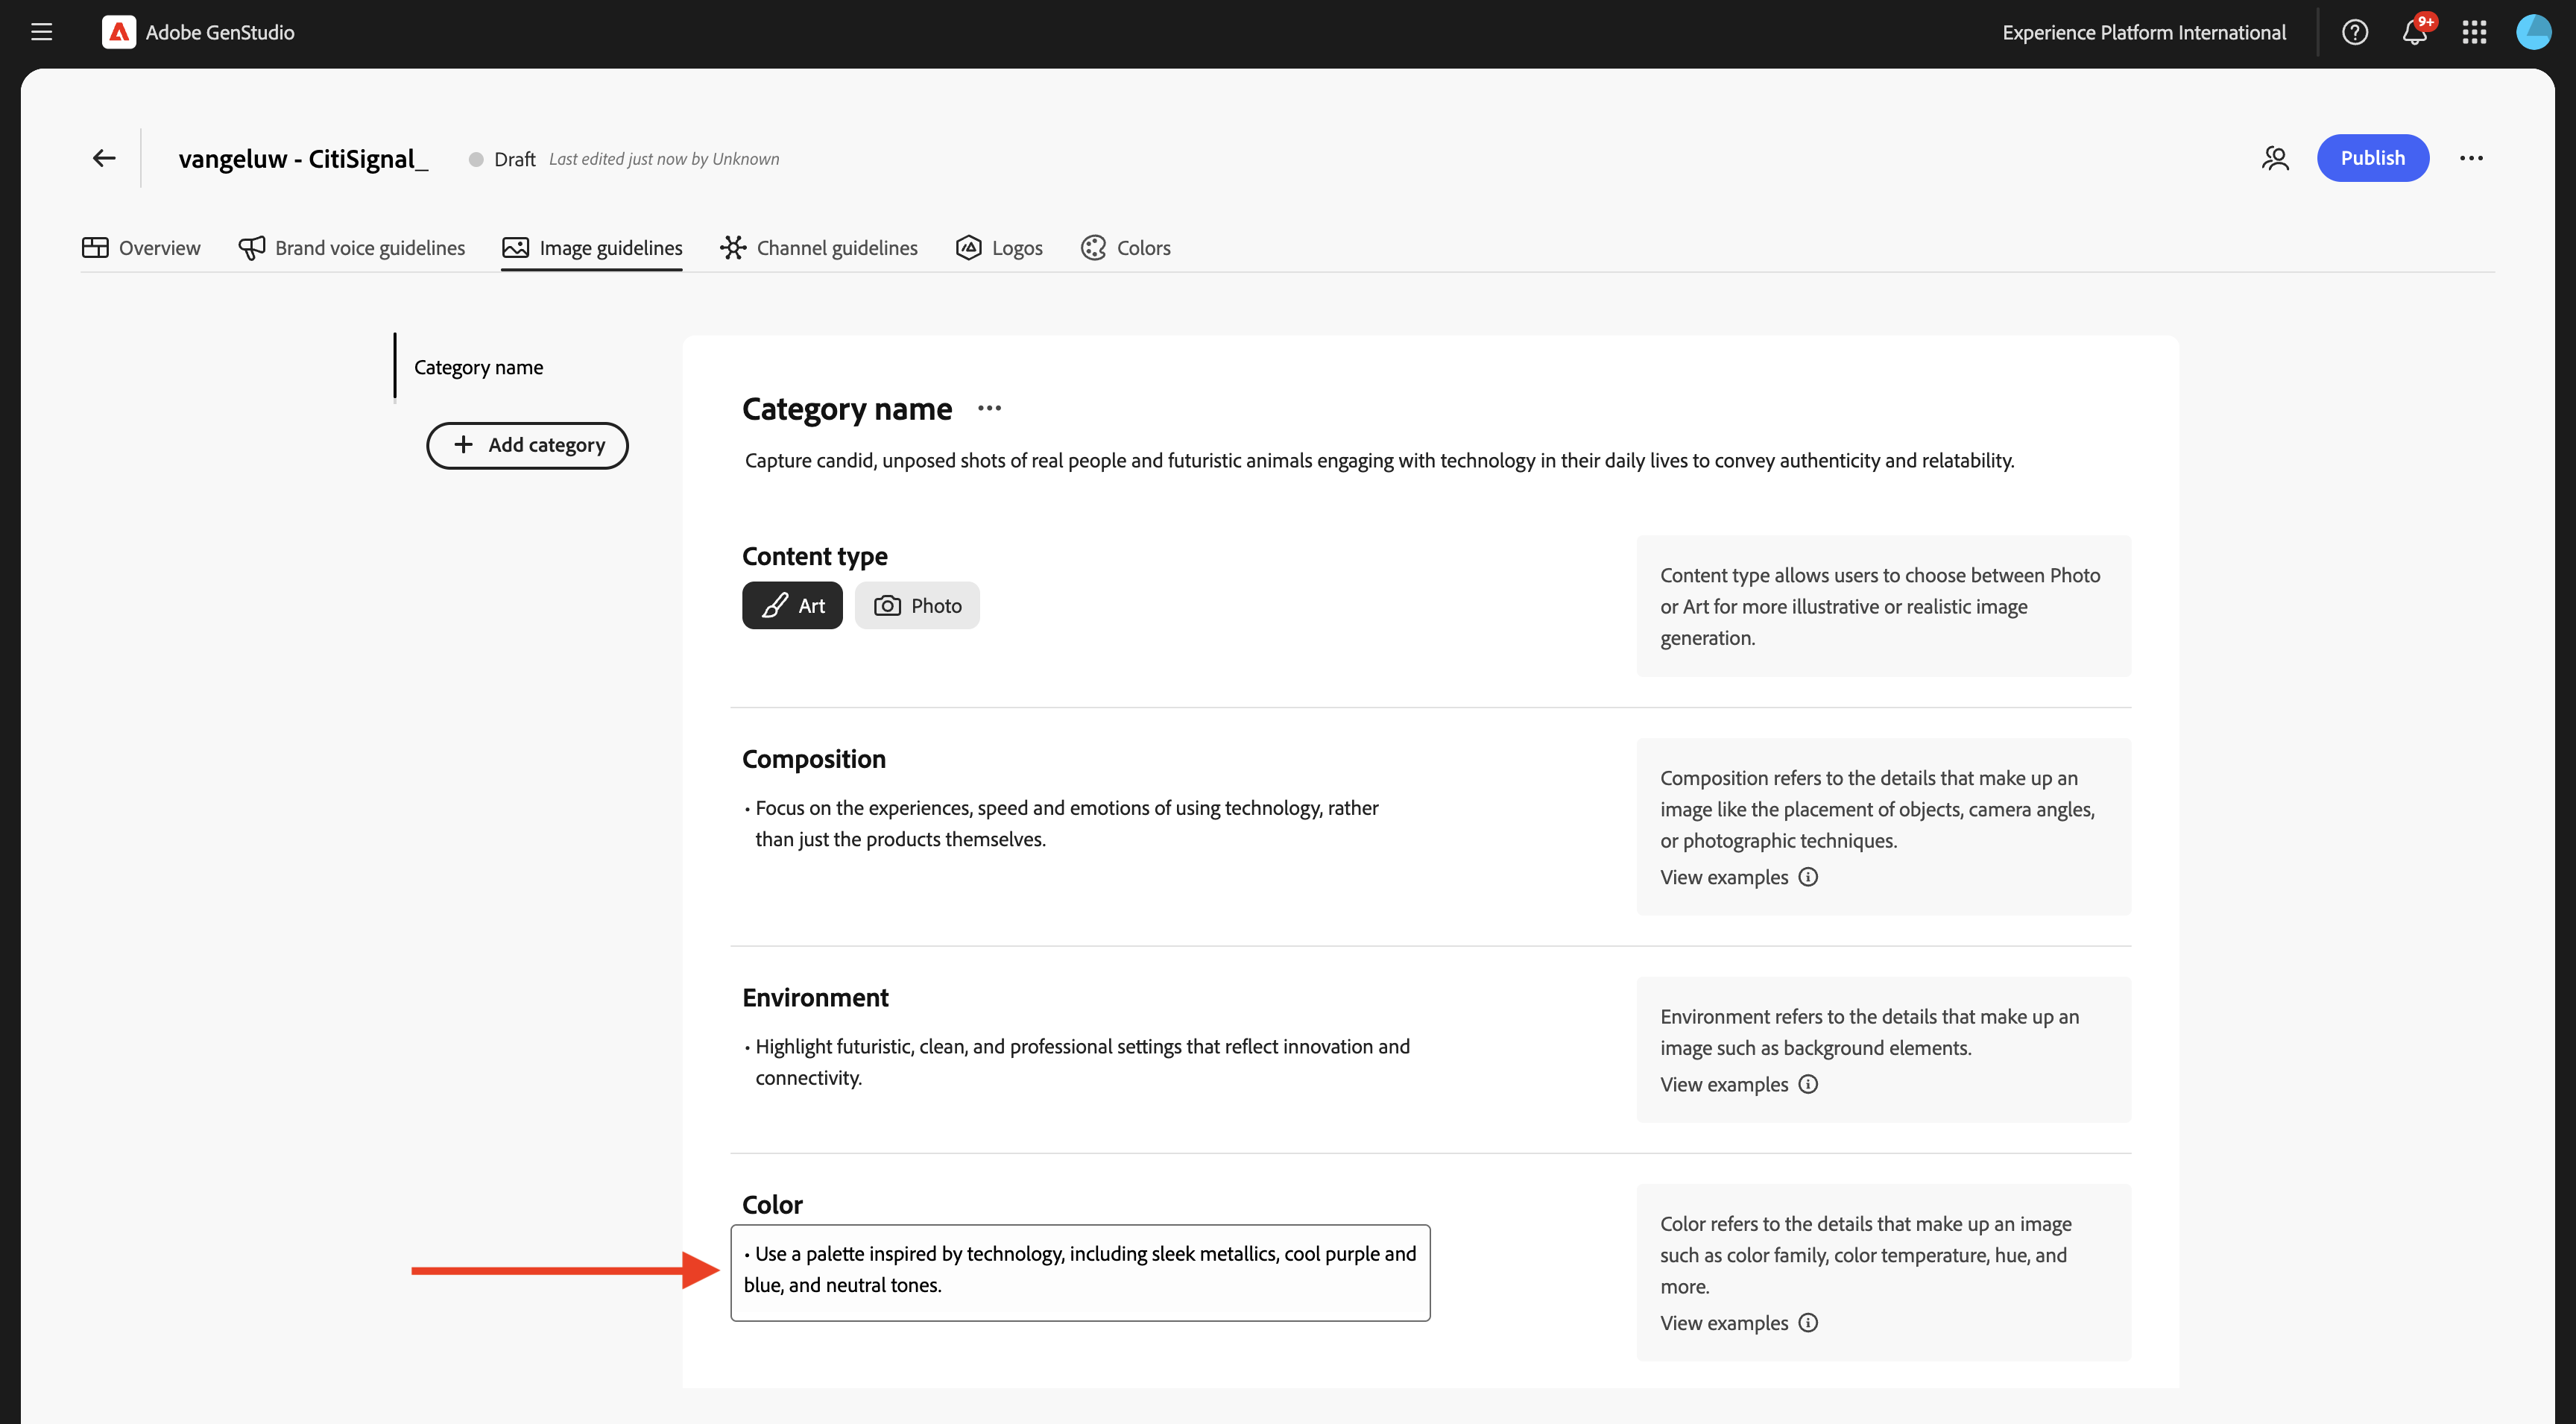 Adobe GenStudio
Experience Platform International
9+
vangeluw - CitiSignal_
Draft
Last edited just now by Unknown
Publish
Overview
Brand voice guidelines
Image guidelines
Channel guidelines
Logos
Colors
Category name
Add category
Category name
Capture candid, unposed shots of real people and futuristic animals engaging with technology in their daily lives to convey authenticity and relatability.
Content type
Art
Photo
Content type allows users to choose between Photo
or Art for more illustrative or realistic image
generation.
Composition
• Focus on the experiences, speed and emotions of using technology, rather
than just the products themselves.
Composition refers to the details that make up an
image like the placement of objects, camera angles,
or photographic techniques.
View examples
Environment
• Highlight futuristic, clean, and professional settings that reflect innovation and
connectivity.
Environment refers to the details that make up an
image such as background elements.
View examples
Color
• Use a palette inspired by technology, including sleek metallics, cool purple and
blue, and neutral tones.
Color refers to the details that make up an image
such as color family, color temperature, hue, and
more.
View examples